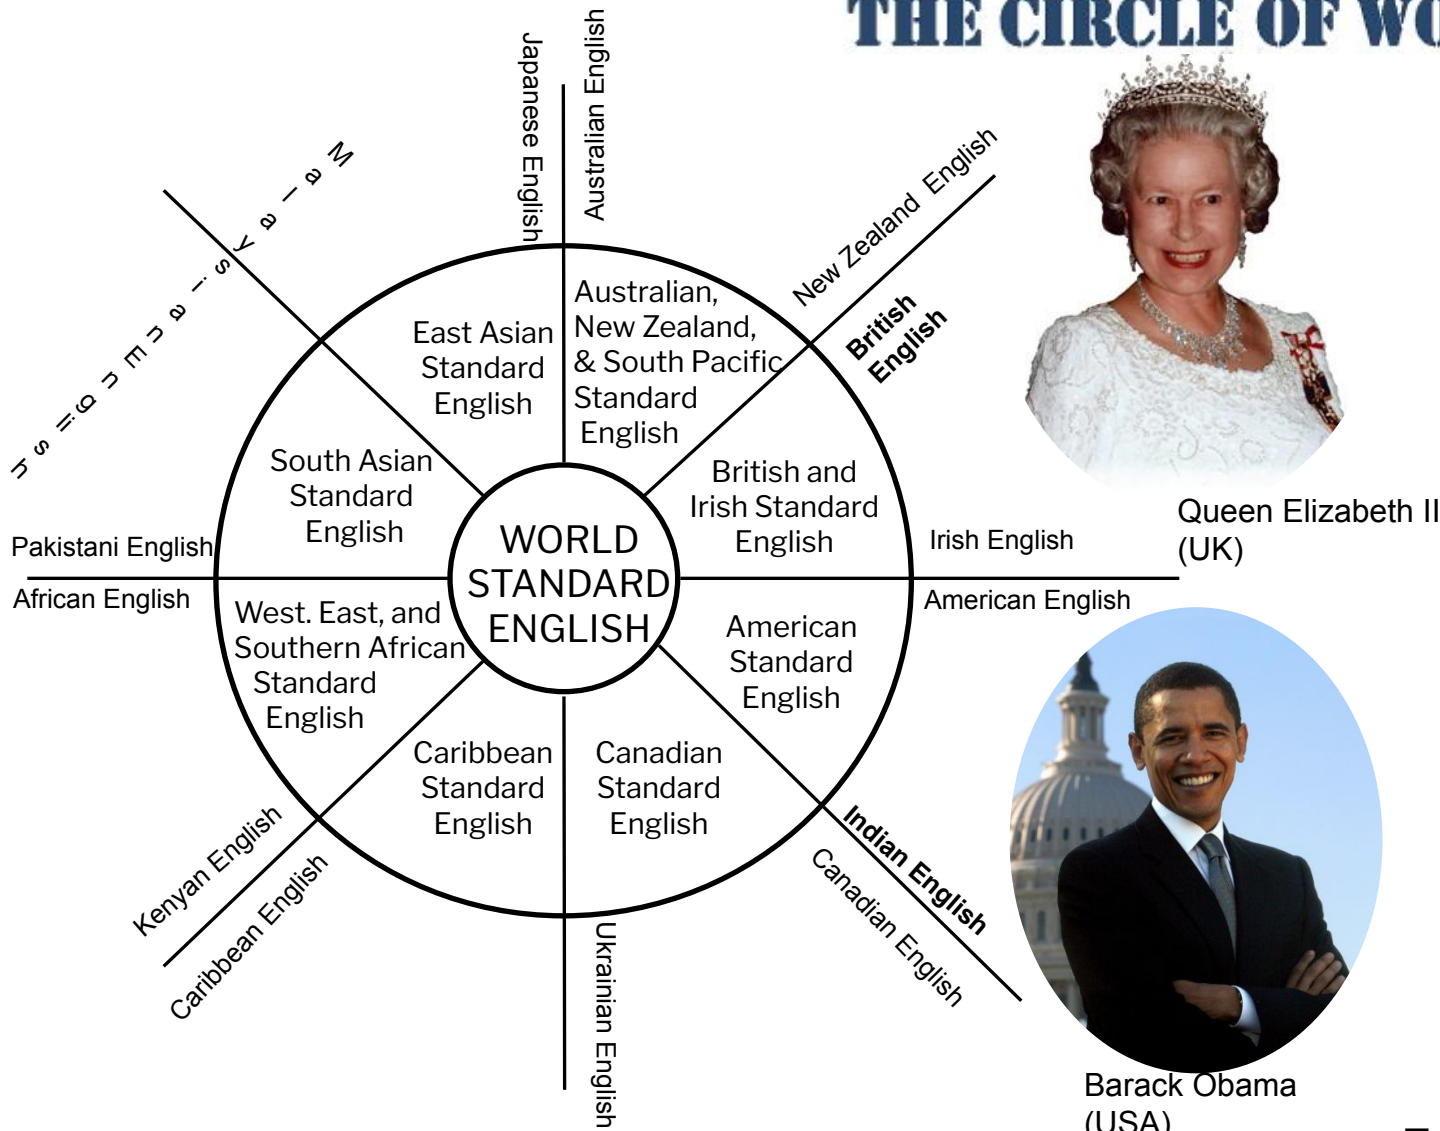 THE CIRCLE OF WO
Japanese English
Australian English
New Zealand English
British
English
Malaysian English
East Asian
Standard
English
Australian,
New Zealand,
& South Pacific
Standard
English
South Asian
Standard
English
British and
Irish Standard
English
WORLD
STANDARD
ENGLISH
Queen Elizabeth II
(UK)
Pakistani English
Irish English
African English
American English
West. East, and
Southern African
Standard
English
American
Standard
English
Caribbean
Standard
English
Canadian
Standard
English
Kenyan English
Caribbean English
Ukrainian English
Indian English
Canadian English
Barack Obama
(USA)